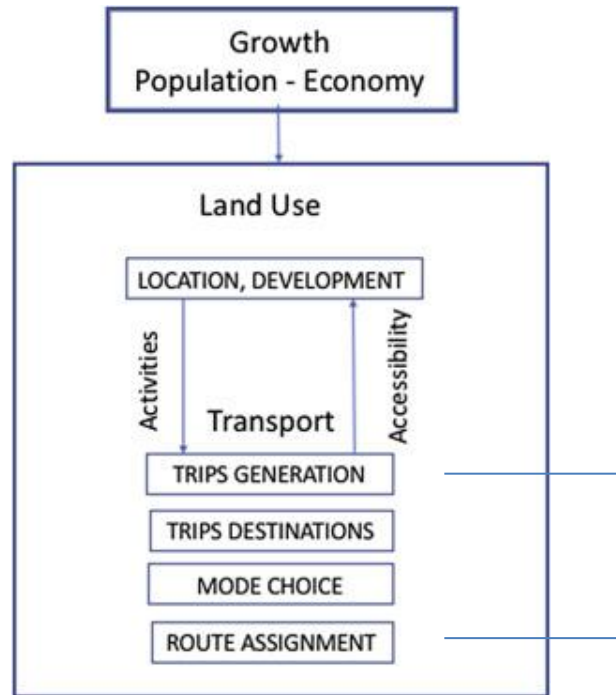 Growth
Population - Economy
Land Use
LOCATION, DEVELOPMENT
Activities
Accessibility
Transport
TRIPS GENERATION
TRIPS DESTINATIONS
MODE CHOICE
ROUTE ASSIGNMENT